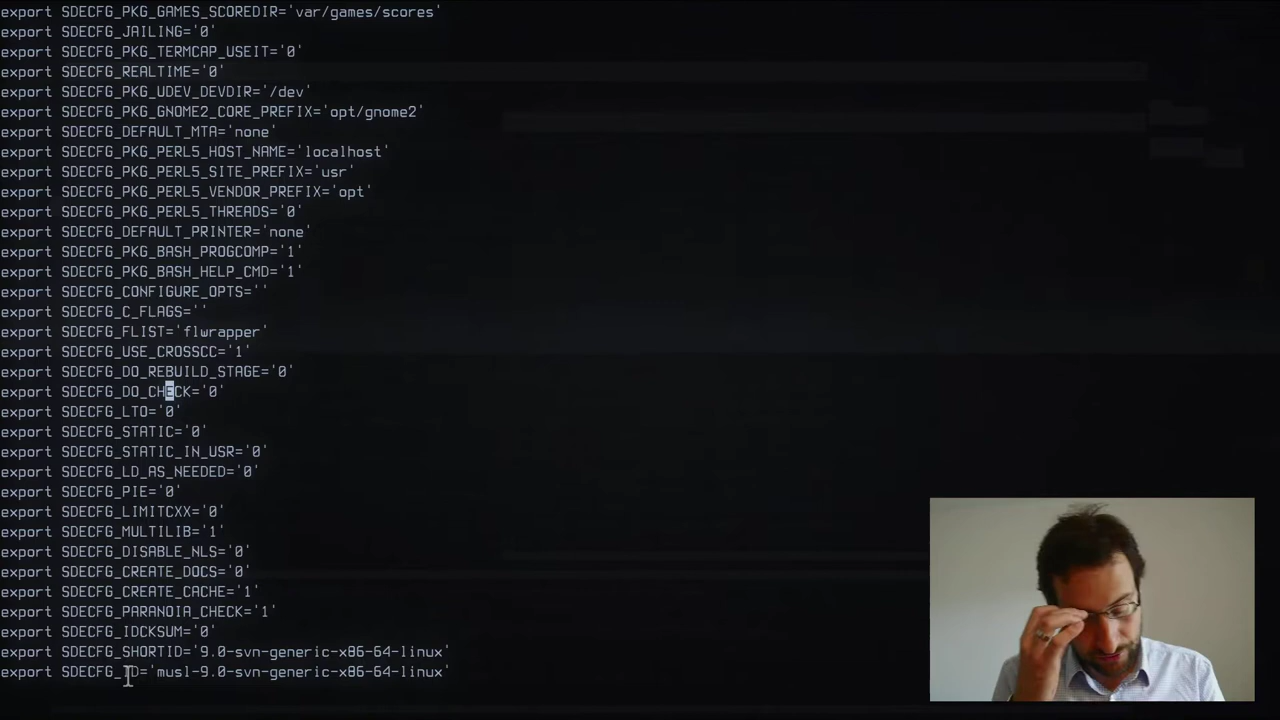 export SDECFG_PKG_GAMES_SCOREDIR='var/games/scores'
export SDECFG_JAILING='0'
export SDECFG_PKG_TERMCAP_USEIT='0'
export SDECFG_REALTIME='0'
export SDECFG_PKG_UDEV_DEVDIR='/dev'
export SDECFG_PKG_GNOME2_CORE_PREFIX='opt/gnome2'
export SDECFG_DEFAULT_MTA='none'
export SDECFG_PKG_PERL5_HOST_NAME='localhost'
export SDECFG_PKG_PERL5_SITE_PREFIX='usr'
export SDECFG_PKG_PERL5_VENDOR_PREFIX='opt'
export SDECFG_PKG_PERL5_THREADS='0'
export SDECFG_DEFAULT_PRINTER='none'
export SDECFG_PKG_BASH_PROGCOMP='1'
export SDECFG_PKG_BASH_HELP_CMD='1'
export SDECFG_CONFIGURE_OPTS=''
export SDECFG_C_FLAGS=''
export SDECFG_FLIST='flwrapper'
export SDECFG_USE_CROSSCC='1'
export SDECFG_DO_REBUILD_STAGE='0'
export SDECFG_DO_CHECK='0'
export SDECFG_LTO='0'
export SDECFG_STATIC='0'
export SDECFG_STATIC_IN_USR='0'
export SDECFG_LD_AS_NEEDED='0'
export SDECFG_PIE='0'
export SDECFG_LIMITCXX='0'
export SDECFG_MULTILIB='1'
export SDECFG_DISABLE_NLS='0'
export SDECFG_CREATE_DOCS='0'
export SDECFG_CREATE_CACHE='1'
export SDECFG_PARANOIA_CHECK='1'
export SDECFG_IDCKSUM='0'
export SDECFG_SHORTID='9.0-svn-generic-x86-64-linux'
export SDECFG_ID='musl-9.0-svn-generic-x86-64-linux'